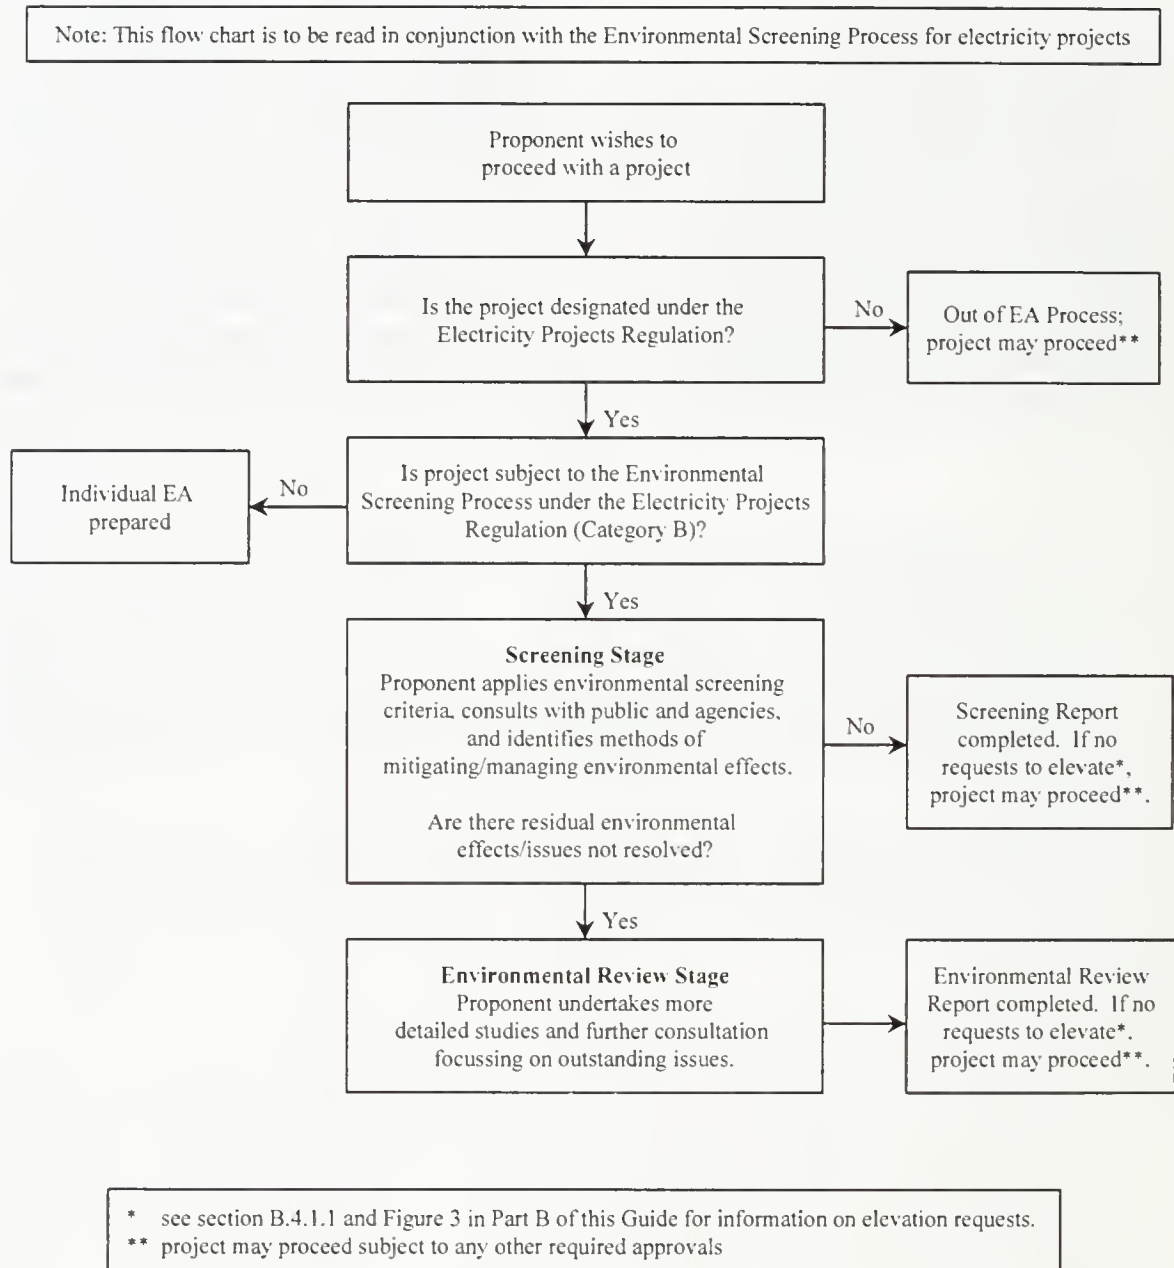 Note: This flow chart is to be read in conjunction with the Environmental Screening Process for electricity projects
Proponent wishes to
proceed with a project
Is the project designated under the
Electricity Projects Regulation?
No
Out of EA Process;
project may proceed**
Yes
Individual EA
prepared
No
Is project subject to the Environmental
Screening Process under the Electricity Projects
Regulation (Category B)?
Yes
Screening Stage
Proponent applies environmental screening
criteria, consults with public and agencies,
and identifies methods of
mitigating/managing environmental effects.
Are there residual environmental
effects/issues not resolved?
No
Screening Report
completed. If no
requests to elevate*,
project may proceed**.
Yes
Environmental Review Stage
Proponent undertakes more
detailed studies and further consultation
focussing on outstanding issues.
Environmental Review
Report completed. If no
requests to elevate*,
project may proceed**.
* see section B.4.1.1 and Figure 3 in Part B of this Guide for information on elevation requests.
** project may proceed subject to any other required approvals